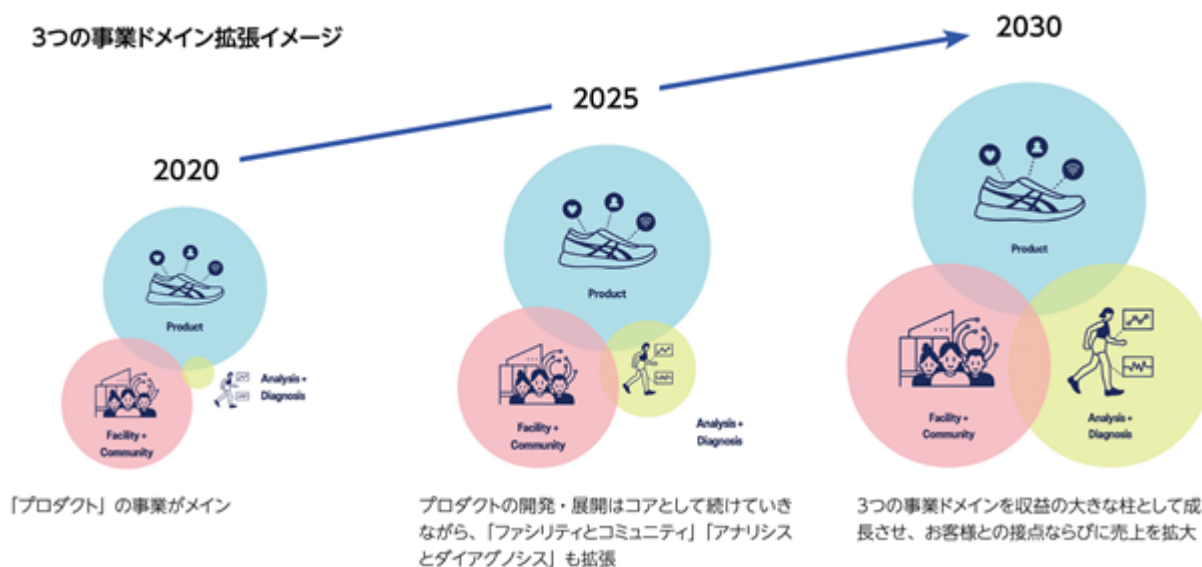 3つの事業ドメイン拡張イメージ
2020
2025
2030
Product
Facility +
Community
Analysis +
Diagnosis
「プロダクト」の事業がメイン
Product
Facility +
Community
Analysis +
Diagnosis
プロダクトの開発・展開はコアとして続けていき
ながら、「ファシリティとコミュニティ」「アナリシス
とダイアグノシス」も拡張
Product
Facility +
Community
Analysis +
Diagnosis
3つの事業ドメインを収益の大きな柱として成
長させ、お客様との接点ならびに売上を拡大